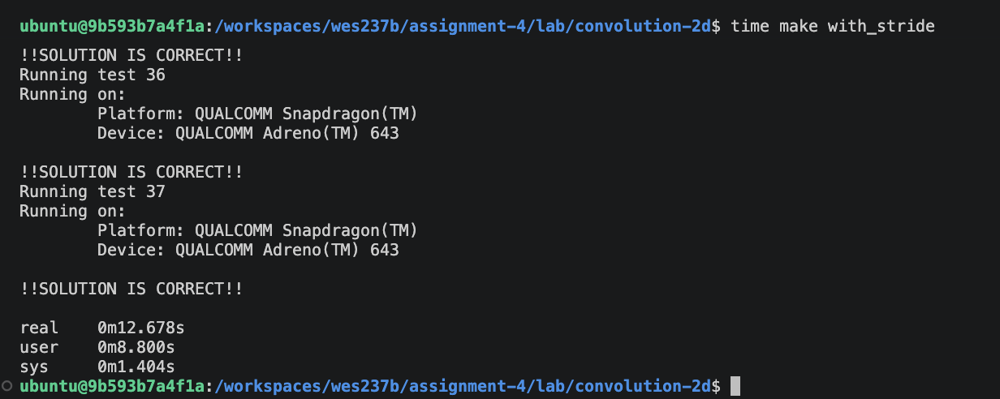 ubuntu@9b593b7a4f1a:/workspaces/wes237b/assignment-4/lab/convolution-2d$ time make with_stride
!!SOLUTION IS CORRECT!!
Running test 36
Running on:
Platform: QUALCOMM Snapdragon(TM)
Device: QUALCOMM Adreno(TM) 643
!!SOLUTION IS CORRECT!!
Running test 37
Running on:
Platform: QUALCOMM Snapdragon(TM)
Device: QUALCOMM Adreno(TM) 643
!!SOLUTION IS CORRECT!!
real 0m12.678s
user 0m8.800s
sys 0m1.404s
ubuntu@9b593b7a4f1a:/workspaces/wes237b/assignment-4/lab/convolution-2d$